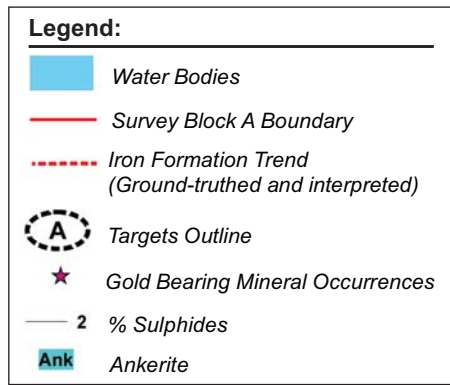 Legend:
Water Bodies
Survey Block A Boundary
Iron Formation Trend
(Ground-truthed and interpreted)
A Targets Outline
Gold Bearing Mineral Occurrences
2 % Sulphides
Ank Ankerite